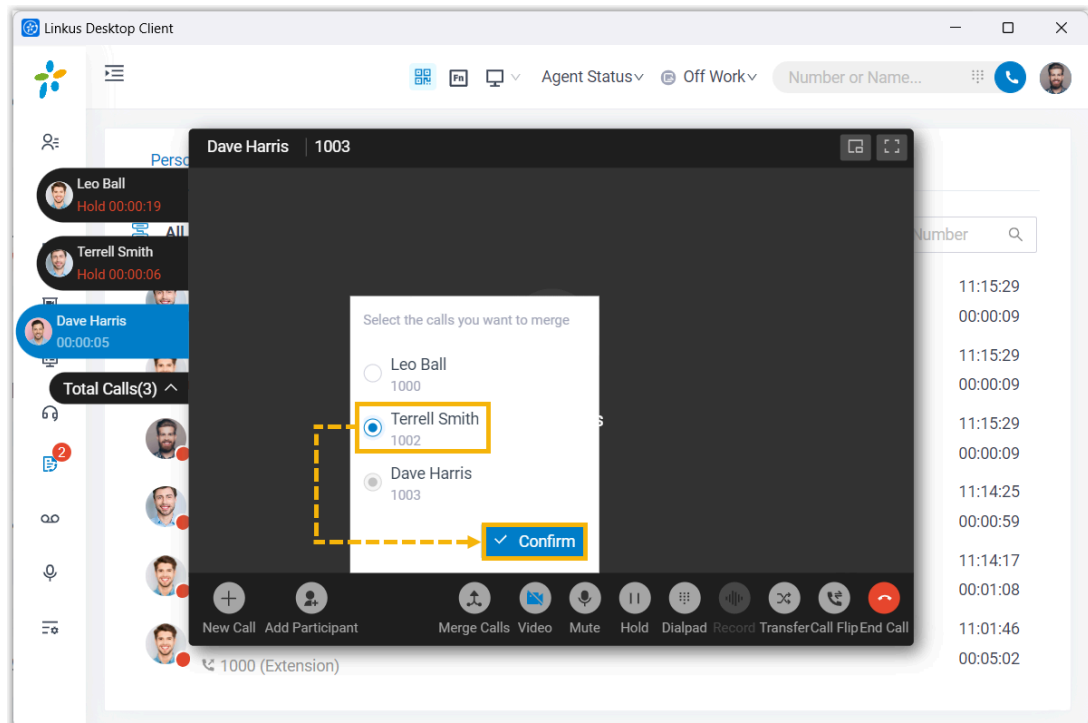 Linkus Desktop Client
Fn
Agent Status
Off Work
Number or Name...
Dave Harris 1003
Leo Ball
Hold 00:00:19
All
Number
Terrell Smith
Hold 00:00:06
Dave Harris
00:00:05
Total Calls(3)
2
Select the calls you want to merge
Leo Ball
1000
Terrell Smith
1002
Dave Harris
1003
Confirm
11:15:29
00:00:09
11:15:29
00:00:09
11:15:29
00:00:09
11:14:25
00:00:59
11:14:17
00:01:08
11:01:46
00:05:02
New Call
Add Participant
Merge Calls
Video
Mute
Hold
Dialpad
Record
Transfer
Call Flip
End Call
1000 (Extension)